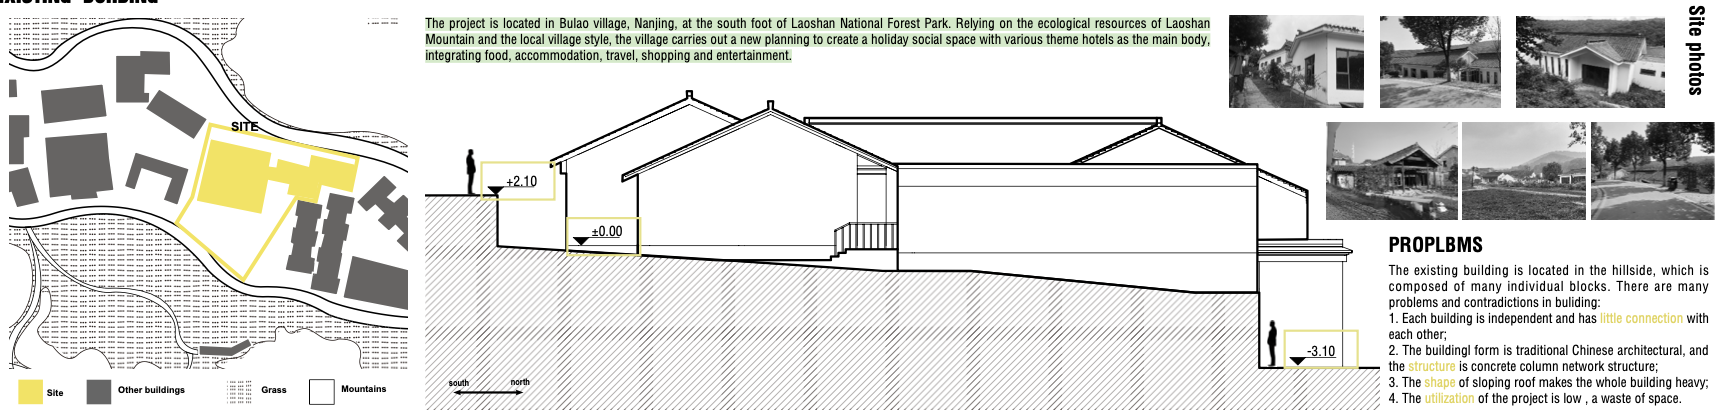 EXISTING BUILDING
SITE
Site
Other buildings
Grass
Mountains
The project is located in Bulao village, Nanjing, at the south foot of Laoshan National Forest Park. Relying on the ecological resources of Laoshan
Mountain and the local village style, the village carries out a new planning to create a holiday social space with various theme hotels as the main body,
integrating food, accommodation, travel, shopping and entertainment.
+2.10
±0.00
-3.10
south
north
Site photos
PROPLBMS
The existing building is located in the hillside, which is
composed of many individual blocks. There are many
problems and contradictions in buliding:
1. Each building is independent and has little connection with
each other;
2. The buildingl form is traditional Chinese architectural, and
the structure is concrete column network structure;
3. The shape of sloping roof makes the whole building heavy;
4. The utilization of the project is low , a waste of space.